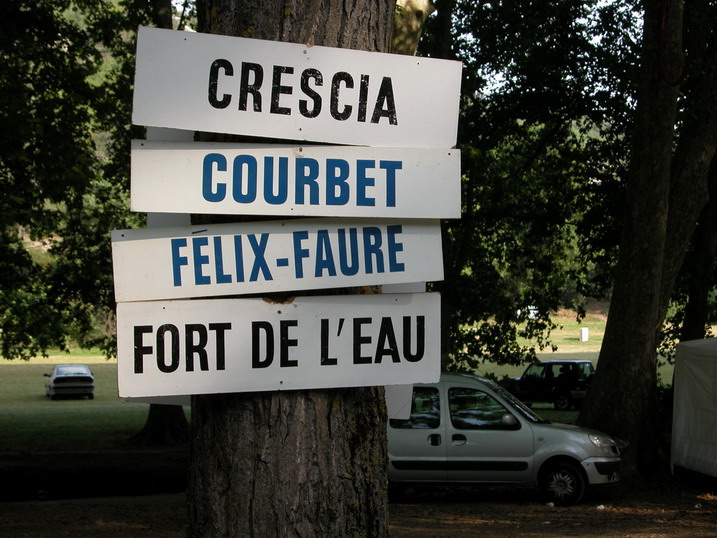 CRESCIA
COURBET
FELIX-FAURE
FORT DE L'EAU